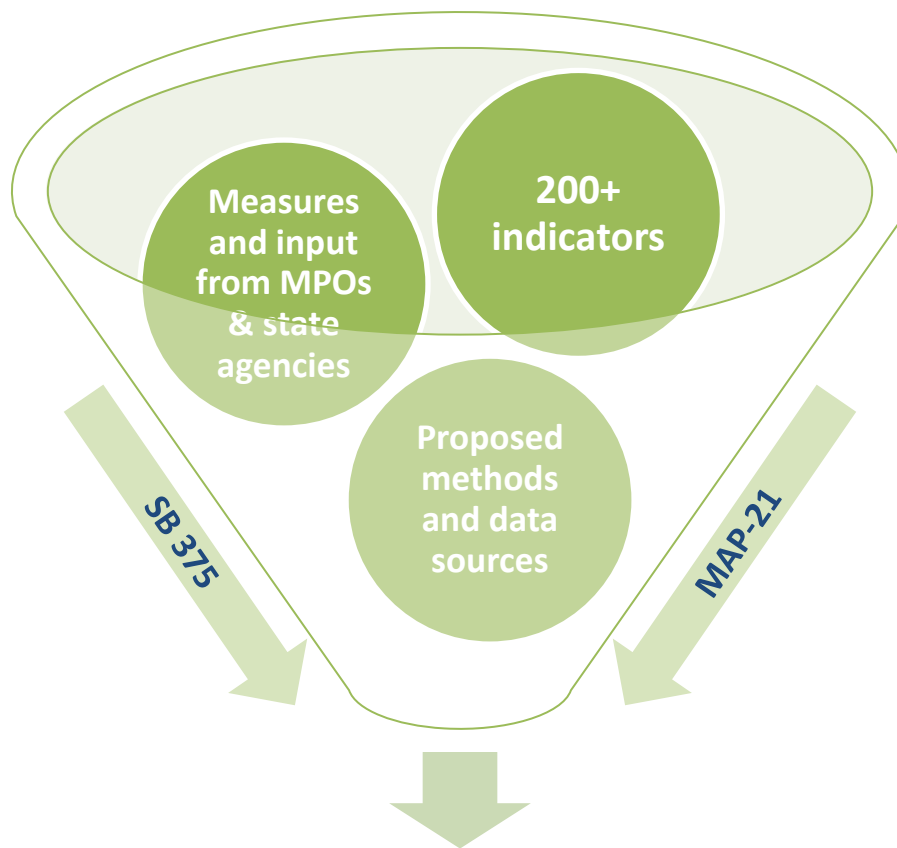 200+
indicators
Measures
and input
from MPOs
& state
agencies
Proposed
methods
and data
sources
SB 375
MAP-21